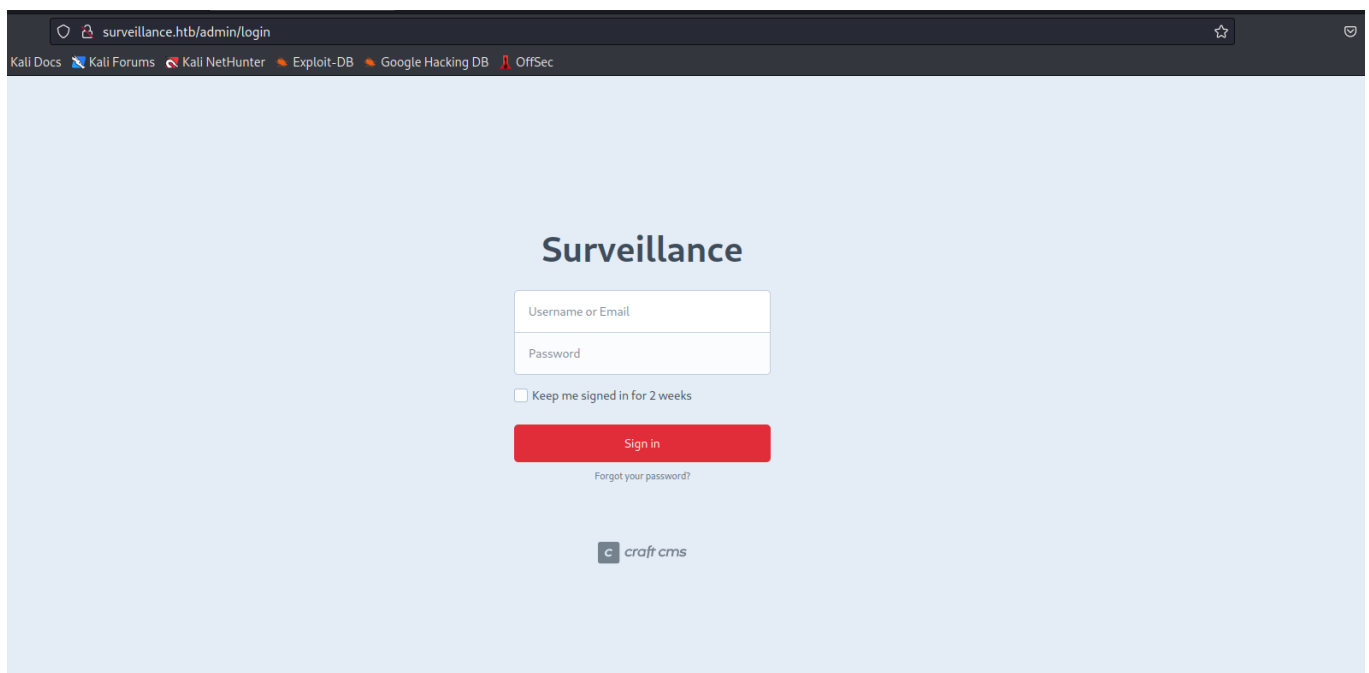 surveillance.htb/admin/login
Kali Docs Kali Forums Kali NetHunter Exploit-DB Google Hacking DB OffSec
Surveillance
Username or Email
Password
Keep me signed in for 2 weeks
Sign in
Forgot your password?
c craft cms